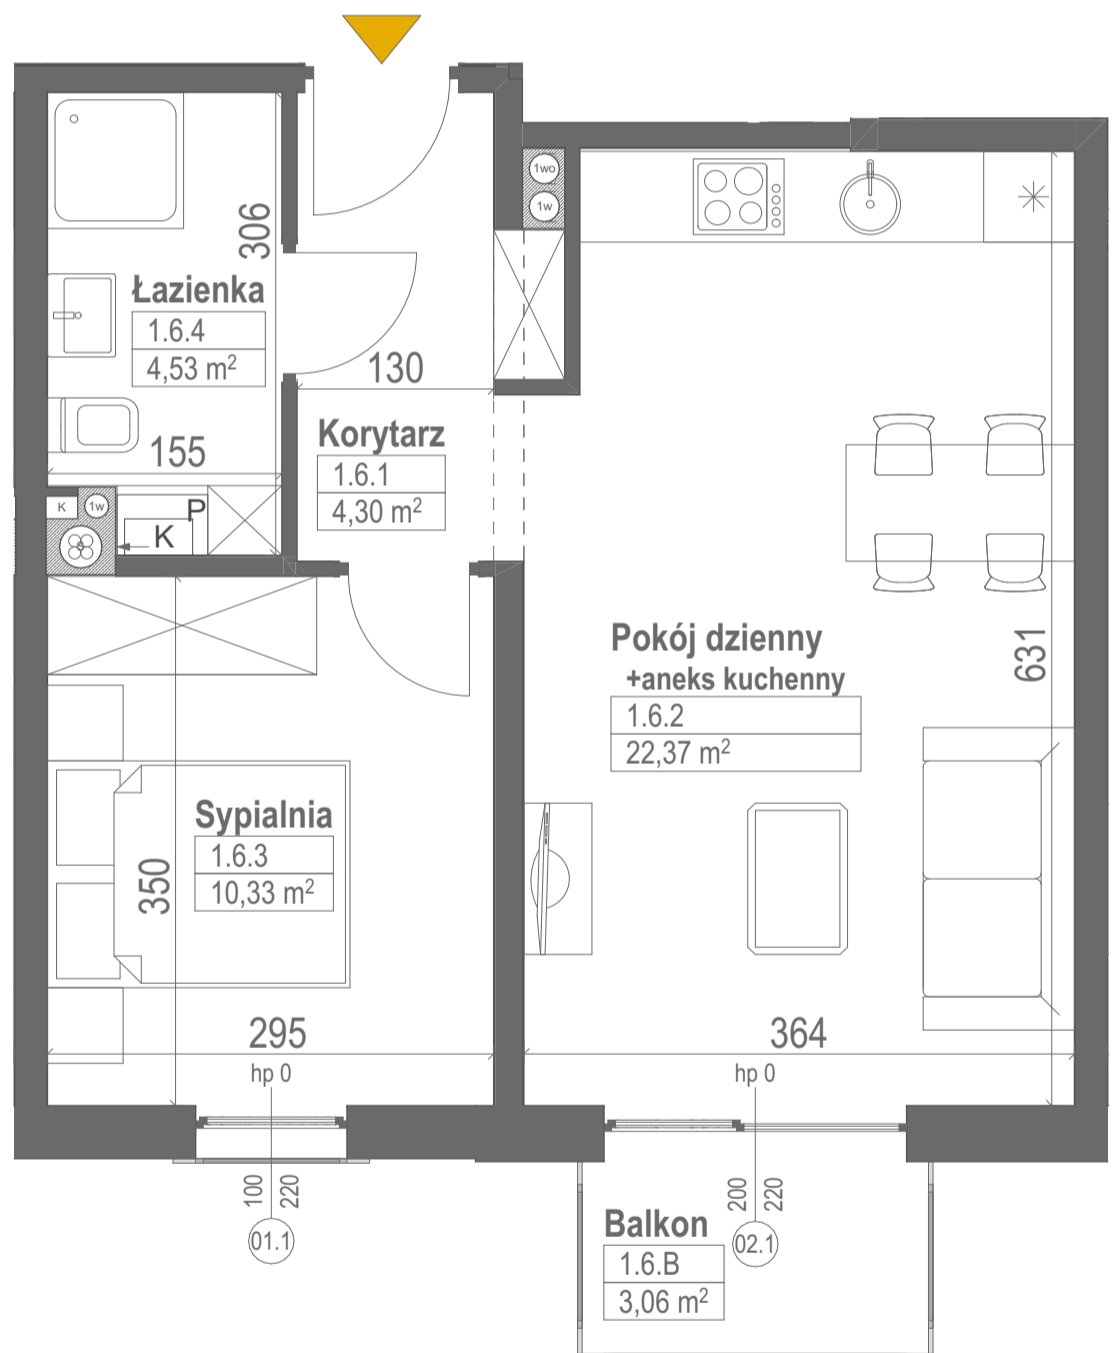 1wo
1w
306
Łazienka
1.6.4
4,53 m²
130
155
Korytarz
1.6.1
4,30 m²
K
1w
P
K
Pokój dzienny
+aneks kuchenny
1.6.2
22,37 m²
631
Sypialnia
1.6.3
10,33 m²
350
295
hp 0
364
hp 0
100
220
01.1
200
220
02.1
Balkon
1.6.B
3,06 m²